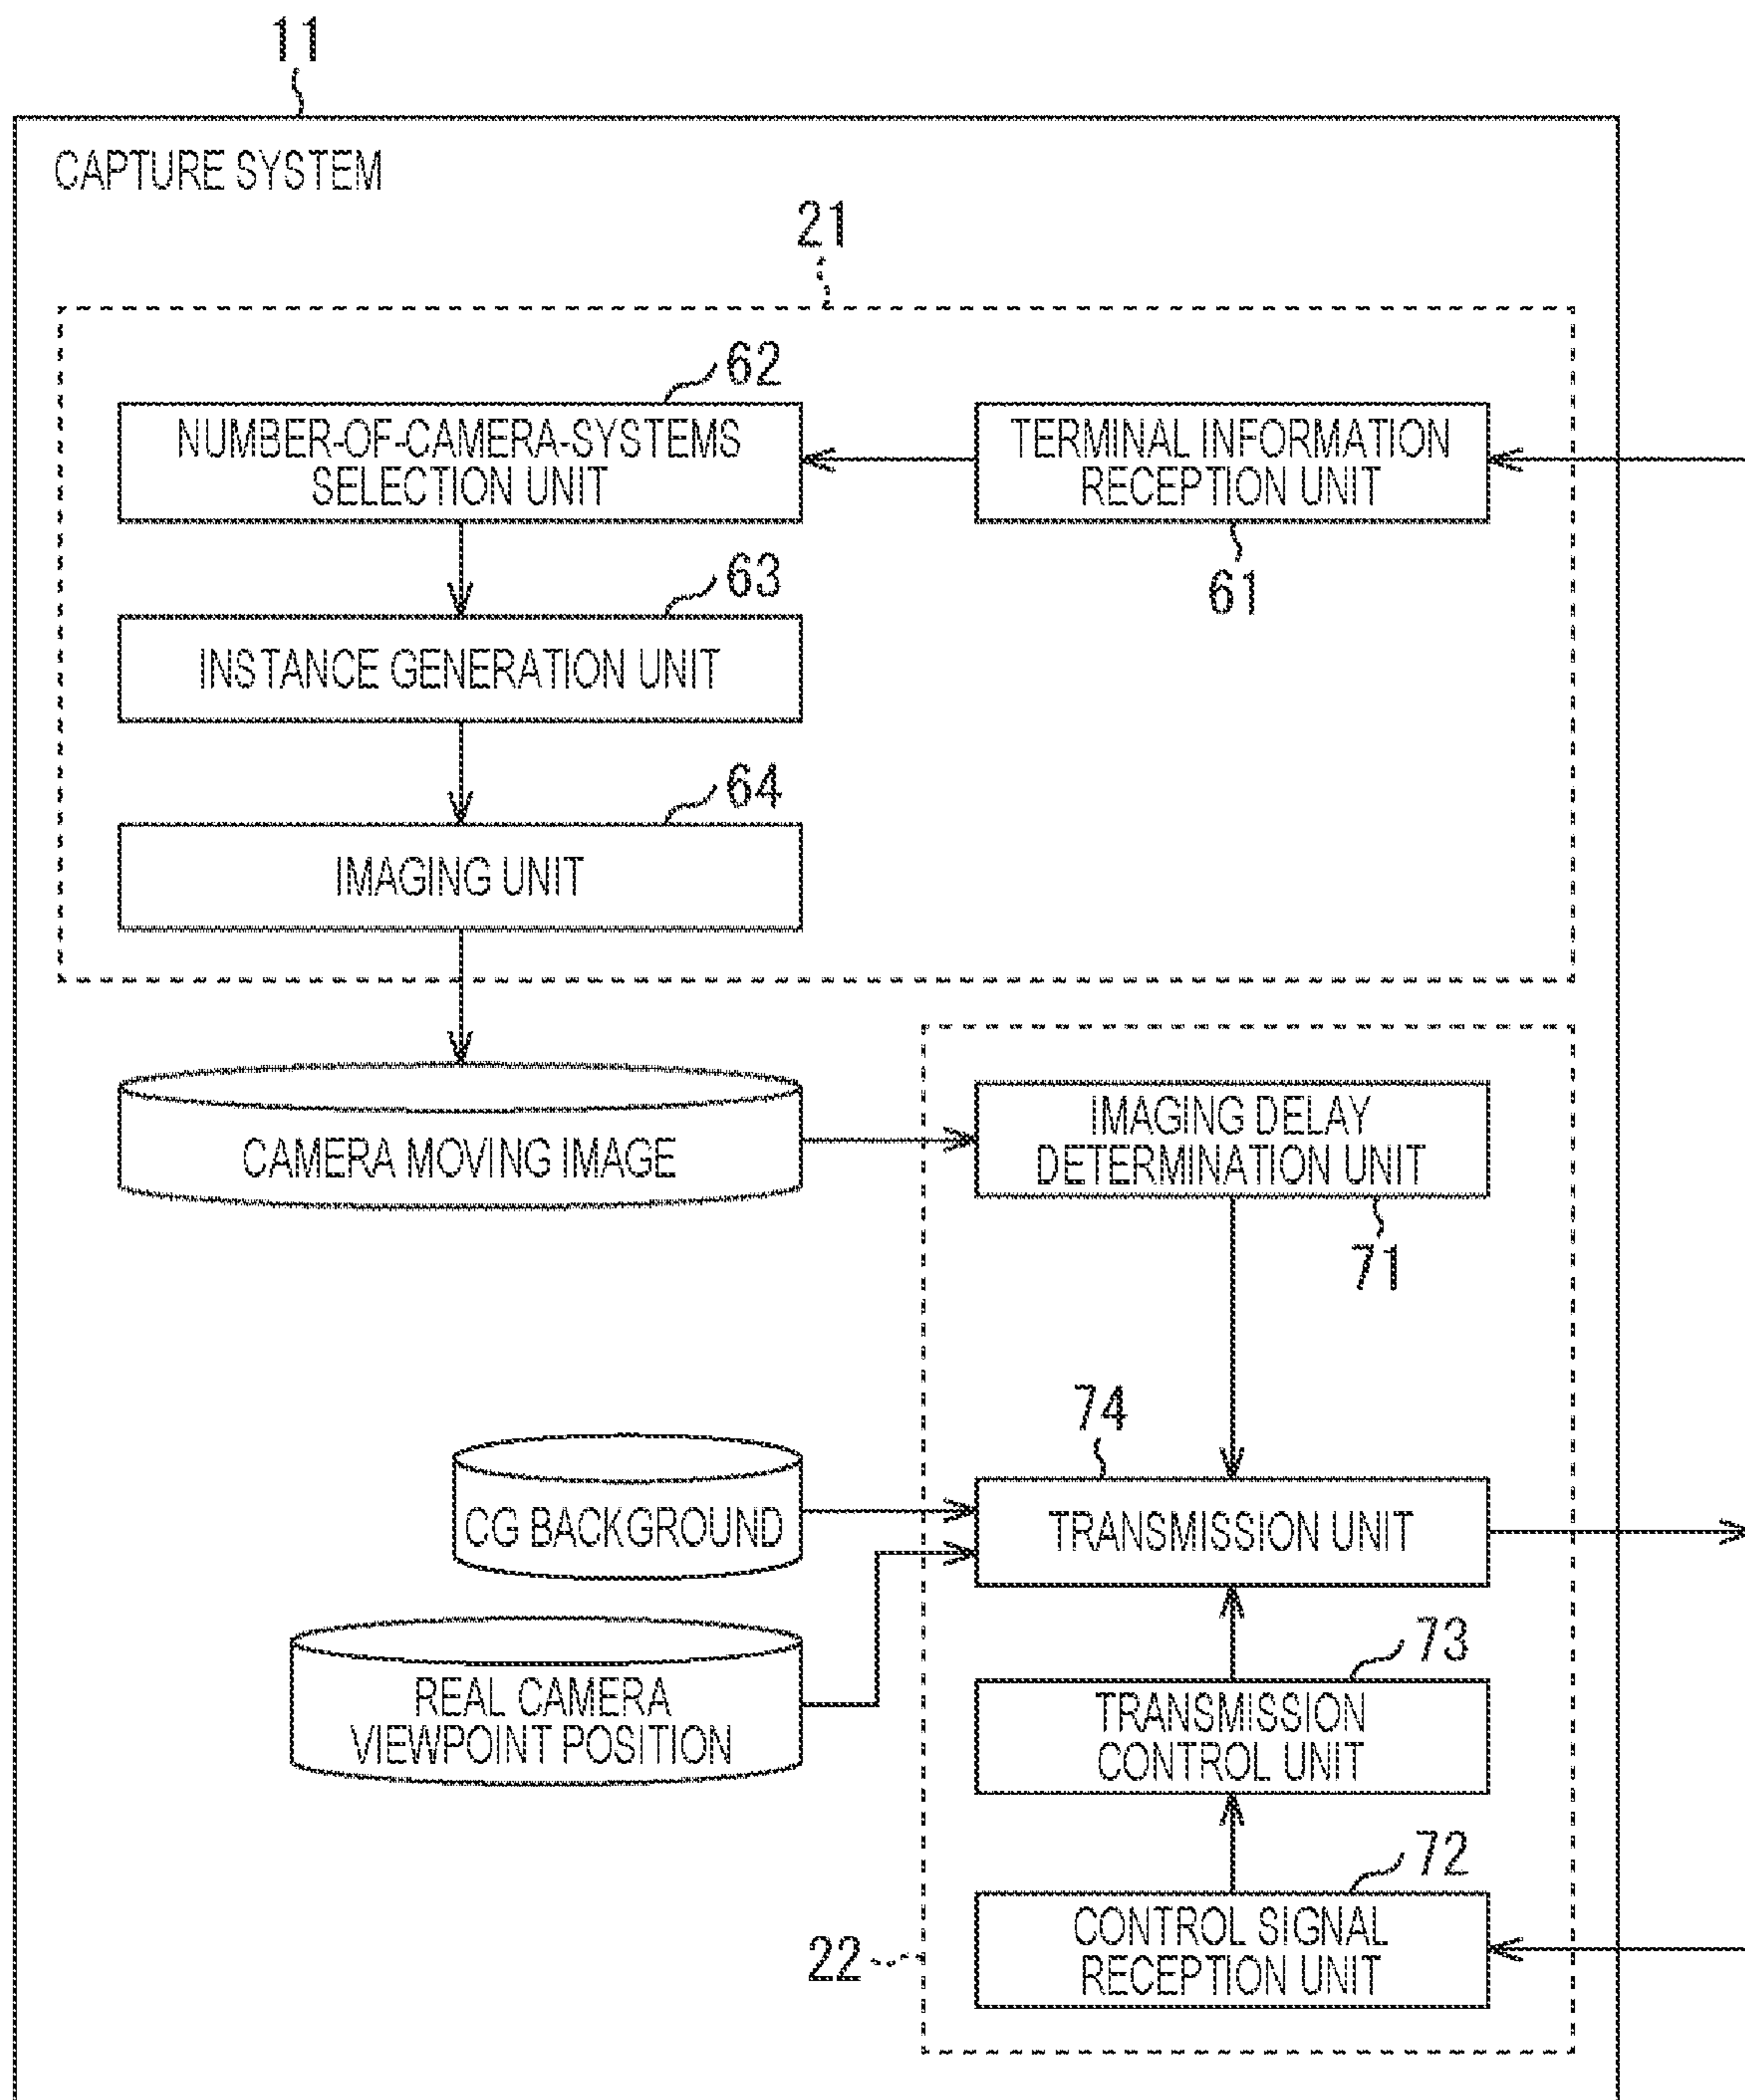 11
CAPTURE SYSTEM
21
62
NUMBER-OF-CAMERA-SYSTEMS
SELECTION UNIT
TERMINAL INFORMATION
RECEPTION UNIT
61
63
INSTANCE GENERATION UNIT
64
IMAGING UNIT
CAMERA MOVING IMAGE
IMAGING DELAY
DETERMINATION UNIT
71
74
CG BACKGROUND
TRANSMISSION UNIT
REAL CAMERA
VIEWPOINT POSITION
73
TRANSMISSION
CONTROL UNIT
72
CONTROL SIGNAL
RECEPTION UNIT
22